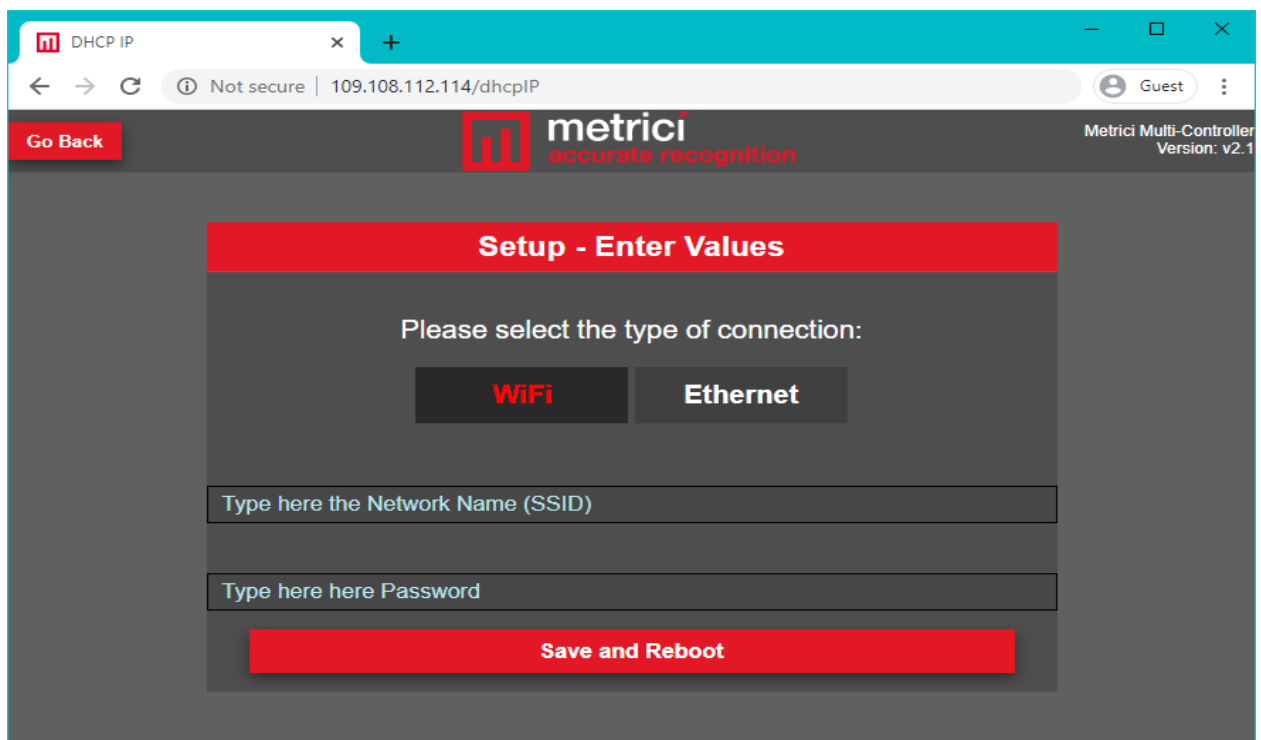 DHCP IP
Not secure | 109.108.112.114/dhcpIP
Guest
Go Back
metrici
accurate recognition
Metrici Multi-Controller
Version: v2.1
Setup - Enter Values
Please select the type of connection:
WiFi
Ethernet
Type here the Network Name (SSID)
Type here here Password
Save and Reboot